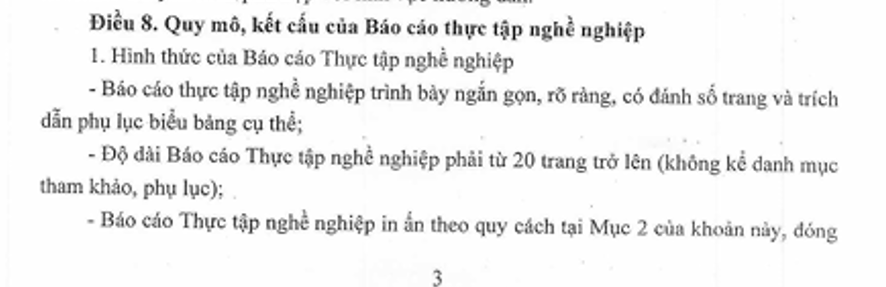 Điều 8. Quy mô, kết cấu của Báo cáo thực tập nghề nghiệp
1. Hình thức của Báo cáo Thực tập nghề nghiệp
- Báo cáo thực tập nghề nghiệp trình bày ngắn gọn, rõ ràng, có đánh số trang và trích
dẫn phụ lục biểu bảng cụ thể;
- Độ dài Báo cáo Thực tập nghề nghiệp phải từ 20 trang trở lên (không kể danh mục
tham khảo, phụ lục);
- Báo cáo Thực tập nghề nghiệp in ấn theo quy cách tại Mục 2 của khoản này, đóng
3